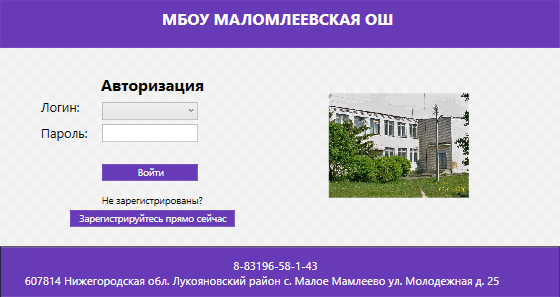 МБОУ МАЛОМЛЕЕВСКАЯ ОШ
Авторизация
Логин:
Пароль:
Войти
Не зарегистрированы?
Зарегистрируйтесь прямо сейчас
8-83196-58-1-43
607814 Нижегородская обл. Лукояновский район с. Малое Мамлеево ул. Молодежная д. 25